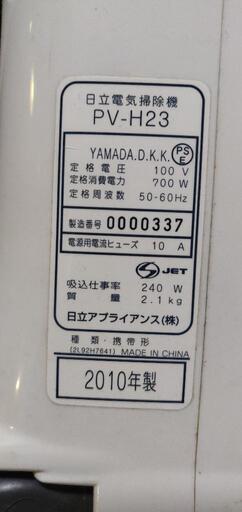 日立電気掃除機
PV-H23
YAMADA.D.K.K.
PS
E
定格電圧 100 V
定格消費電力 700 W
定格周波数 50-60Hz
製造番号 0000337
電源用電流ヒューズ 10 A
S JET
吸込仕事率 240 W
質量 2.1kg
日立アプライアンス(株)
種類・携帯形
(2L92H7641) MADE IN CHINA
2010年製